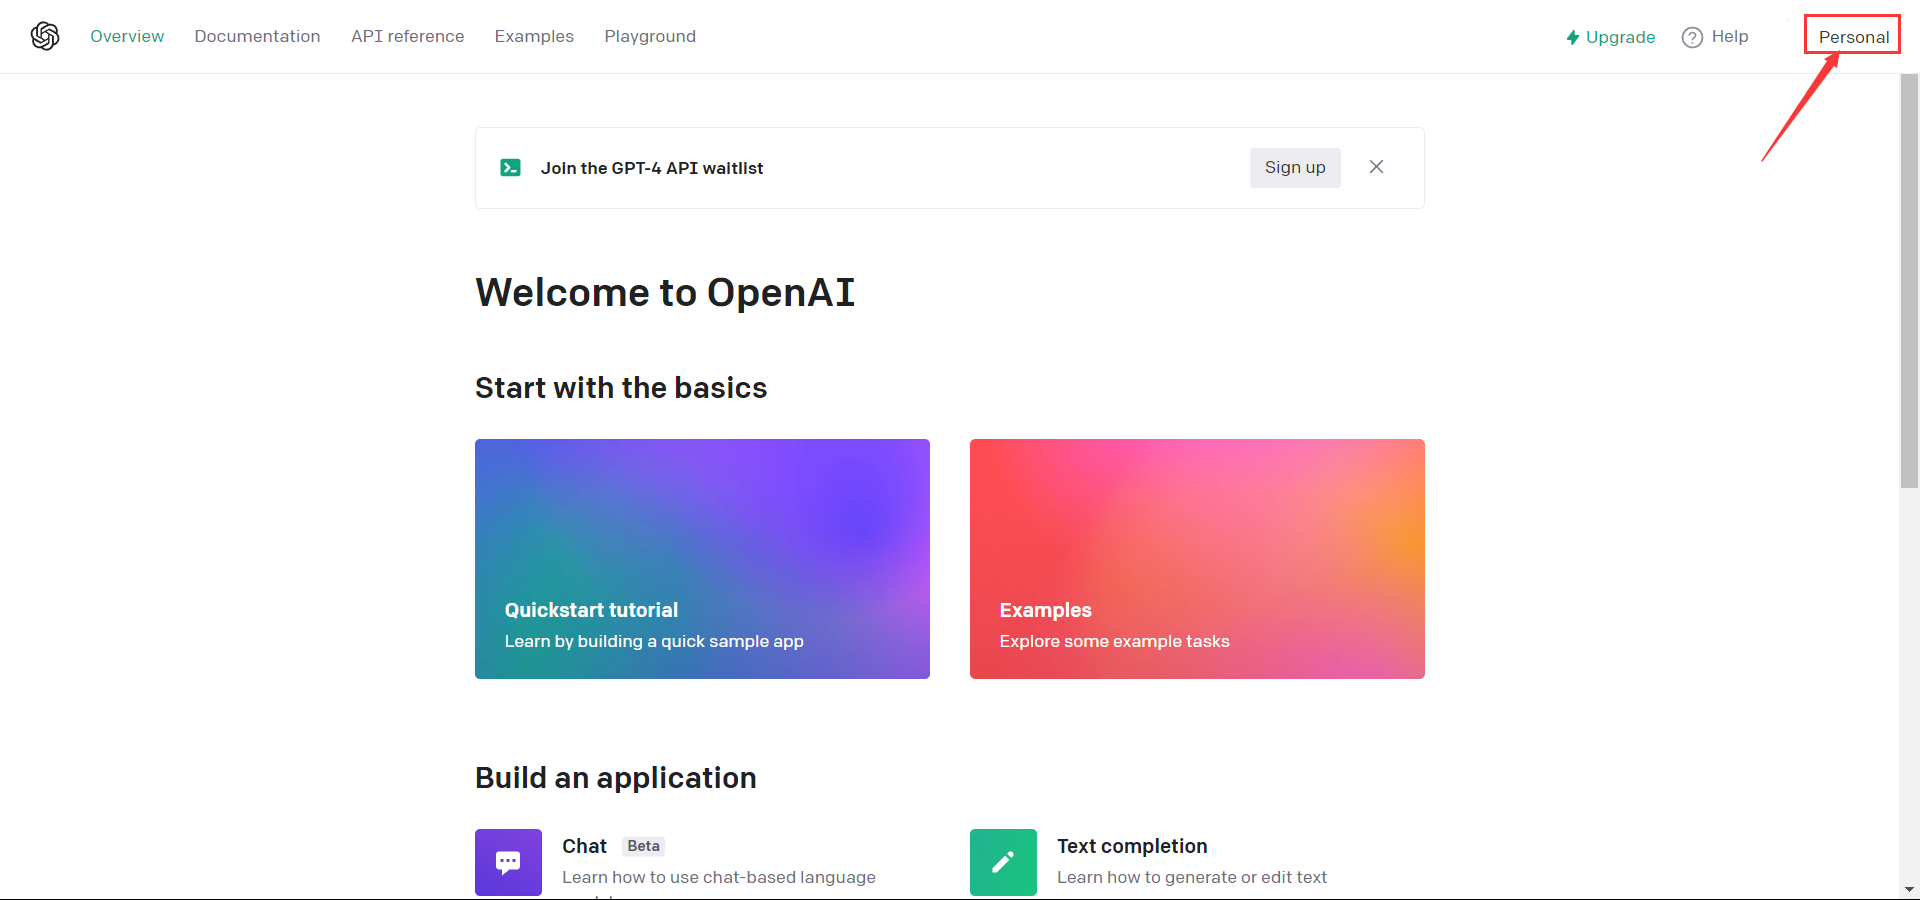 Overview Documentation API reference Examples Playground Upgrade Help Personal
Join the GPT-4 API waitlist Sign up
Welcome to OpenAI
Start with the basics
Quickstart tutorial
Learn by building a quick sample app
Examples
Explore some example tasks
Build an application
Chat Beta
Learn how to use chat-based language
Text completion
Learn how to generate or edit text